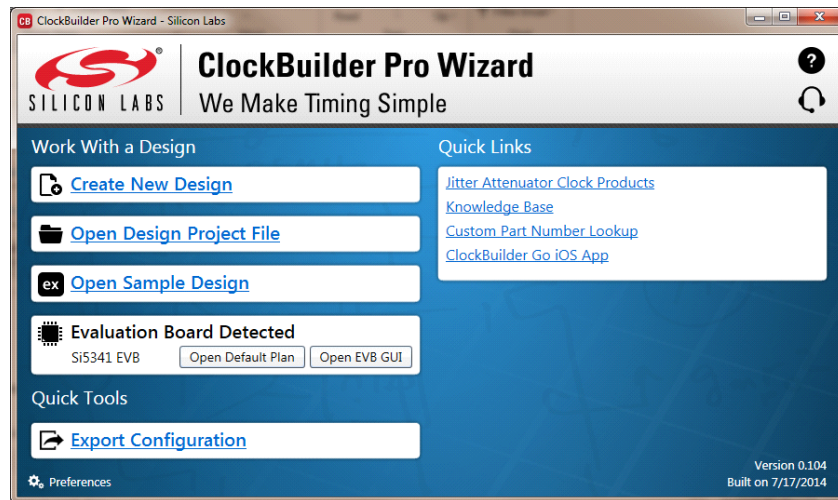 CB ClockBuilder Pro Wizard - Silicon Labs
SILICON LABS
ClockBuilder Pro Wizard
We Make Timing Simple
?
Work With a Design
Create New Design
Open Design Project File
ex Open Sample Design
Evaluation Board Detected
Si5341 EVB Open Default Plan Open EVB GUI
Quick Tools
Export Configuration
Preferences
Quick Links
Jitter Attenuator Clock Products
Knowledge Base
Custom Part Number Lookup
ClockBuilder Go iOS App
Version 0.104
Built on 7/17/2014